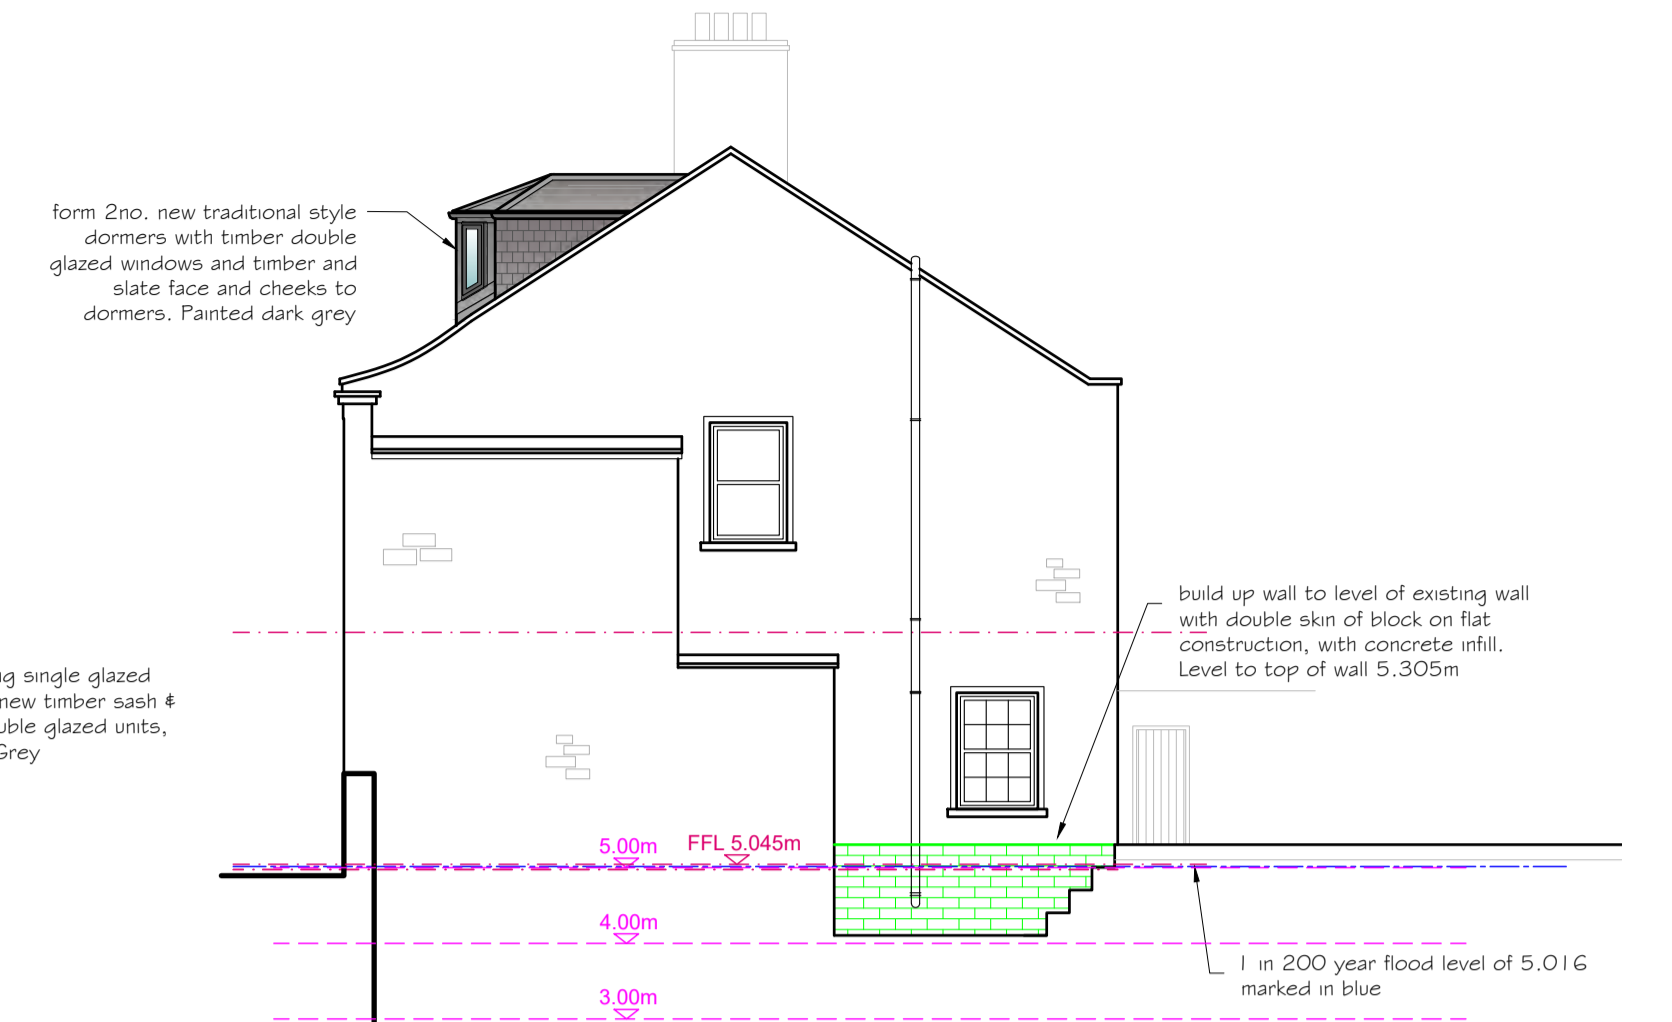 form 2no. new traditional style
dormers with timber double
glazed windows and timber and
slate face and cheeks to
dormers. Painted dark grey
build up wall to level of existing wall
with double skin of block on flat
construction, with concrete infill.
Level to top of wall 5.305m
single glazed
new timber sash &
glazed units,
Grey
5.00m
FFL 5.045m
4.00m
1 in 200 year flood level of 5.016
marked in blue
3.00m